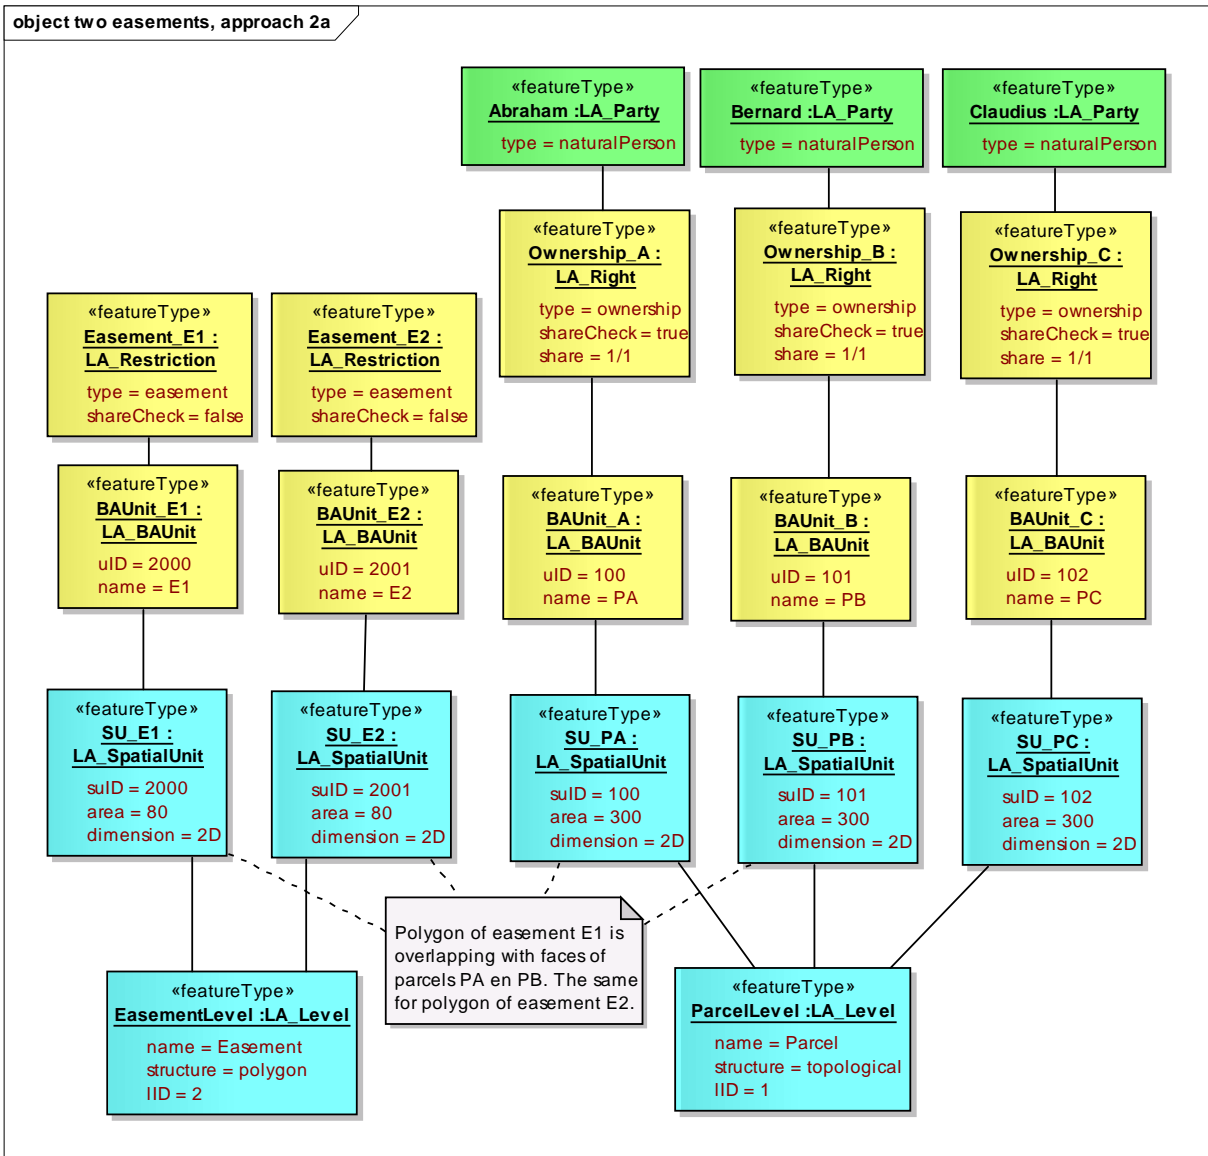 object two easements, approach 2a
«featureType»
Abraham :LA_Party
type = naturalPerson
«featureType»
Bernard :LA_Party
type = naturalPerson
«featureType»
Claudius :LA_Party
type = naturalPerson
«featureType»
Ownership_A :
LA_Right
type = ownership
shareCheck = true
share = 1/1
«featureType»
Ownership_B :
LA_Right
type = ownership
shareCheck = true
share = 1/1
«featureType»
Ownership_C :
LA_Right
type = ownership
shareCheck = true
share = 1/1
«featureType»
Easement_E1 :
LA_Restriction
type = easement
shareCheck = false
«featureType»
Easement_E2 :
LA_Restriction
type = easement
shareCheck = false
«featureType»
BAUnit_E1 :
LA_BAUnit
uID = 2000
name = E1
«featureType»
BAUnit_E2 :
LA_BAUnit
uID = 2001
name = E2
«featureType»
BAUnit_A :
LA_BAUnit
uID = 100
name = PA
«featureType»
BAUnit_B :
LA_BAUnit
uID = 101
name = PB
«featureType»
BAUnit_C :
LA_BAUnit
uID = 102
name = PC
«featureType»
SU_E1 :
LA_SpatialUnit
suID = 2000
area = 80
dimension = 2D
«featureType»
SU_E2 :
LA_SpatialUnit
suID = 2001
area = 80
dimension = 2D
«featureType»
SU_PA :
LA_SpatialUnit
suID = 100
area = 300
dimension = 2D
«featureType»
SU_PB :
LA_SpatialUnit
suID = 101
area = 300
dimension = 2D
«featureType»
SU_PC :
LA_SpatialUnit
suID = 102
area = 300
dimension = 2D
Polygon of easement E1 is
overlapping with faces of
parcels PA en PB. The same
for polygon of easement E2.
«featureType»
EasementLevel :LA_Level
name = Easement
structure = polygon
lID = 2
«featureType»
ParcelLevel :LA_Level
name = Parcel
structure = topological
lID = 1